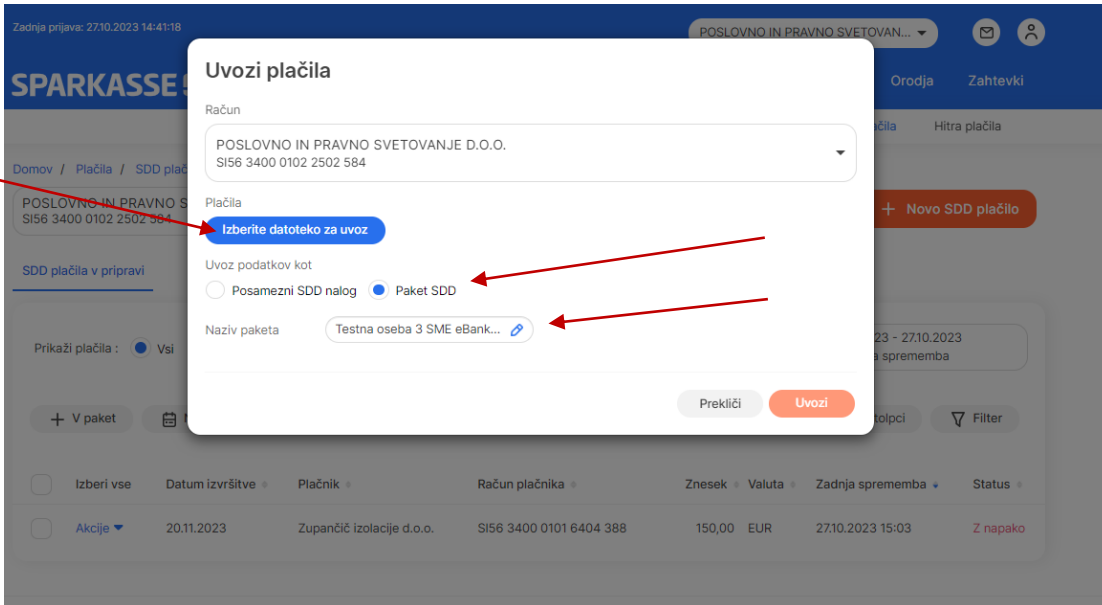 Zadnja prijava: 27.10.2023 14:41:18
POSLOVNO IN PRAVNO SVETOVAN...
SPARKASSE
Orodja
Zahtevki
Hitra plačila
Uvozi plačila
Račun
POSLOVNO IN PRAVNO SVETOVANJE D.O.O.
SI56 3400 0102 2502 584
Domov / Plačila / SDD plač
POSLOVNO IN PRAVNO S
SI56 3400 0102 2502 584
+ Novo SDD plačilo
Plačila
Izberite datoteko za uvoz
SDD plačila v pripravi
Uvoz podatkov kot
Posamezni SDD nalog
Paket SDD
Naziv paketa
Testna oseba 3 SME eBank...
Prikaži plačila :
Vsi
23 - 27.10.2023
a sprememba
Prekliči
Uvozi
+ V paket
tolpci
Filter
Izberi vse
Datum izvršitve
Plačnik
Račun plačnika
Znesek
Valuta
Zadnja sprememba
Status
Akcije
20.11.2023
Zupančič izolacije d.o.o.
SI56 3400 0101 6404 388
150,00
EUR
27.10.2023 15:03
Z napako